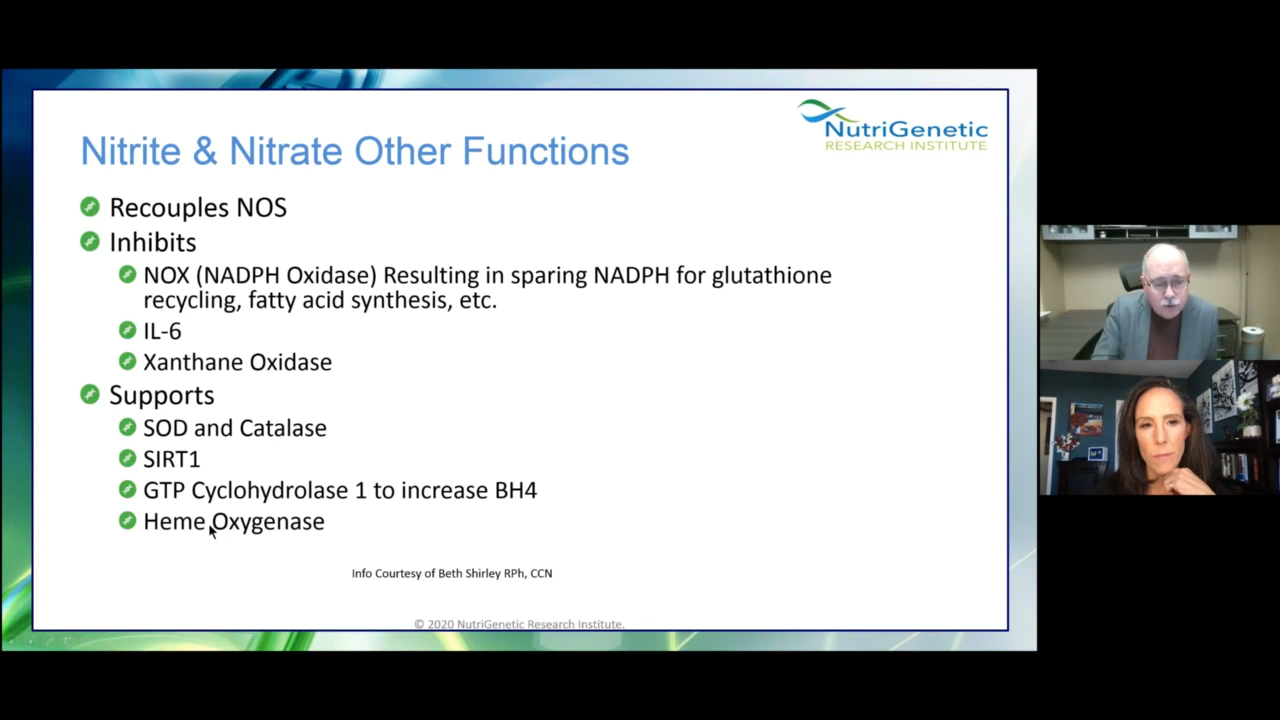 NutriGenetic
RESEARCH INSTITUTE
Nitrite & Nitrate Other Functions
Recouples NOS
Inhibits
NOX (NADPH Oxidase) Resulting in sparing NADPH for glutathione
recycling, fatty acid synthesis, etc.
IL-6
Xanthane Oxidase
Supports
SOD and Catalase
SIRT1
GTP Cyclohydrolase 1 to increase BH4
Heme Oxygenase
Info Courtesy of Beth Shirley RPh, CCN
© 2020 NutriGenetic Research Institute.